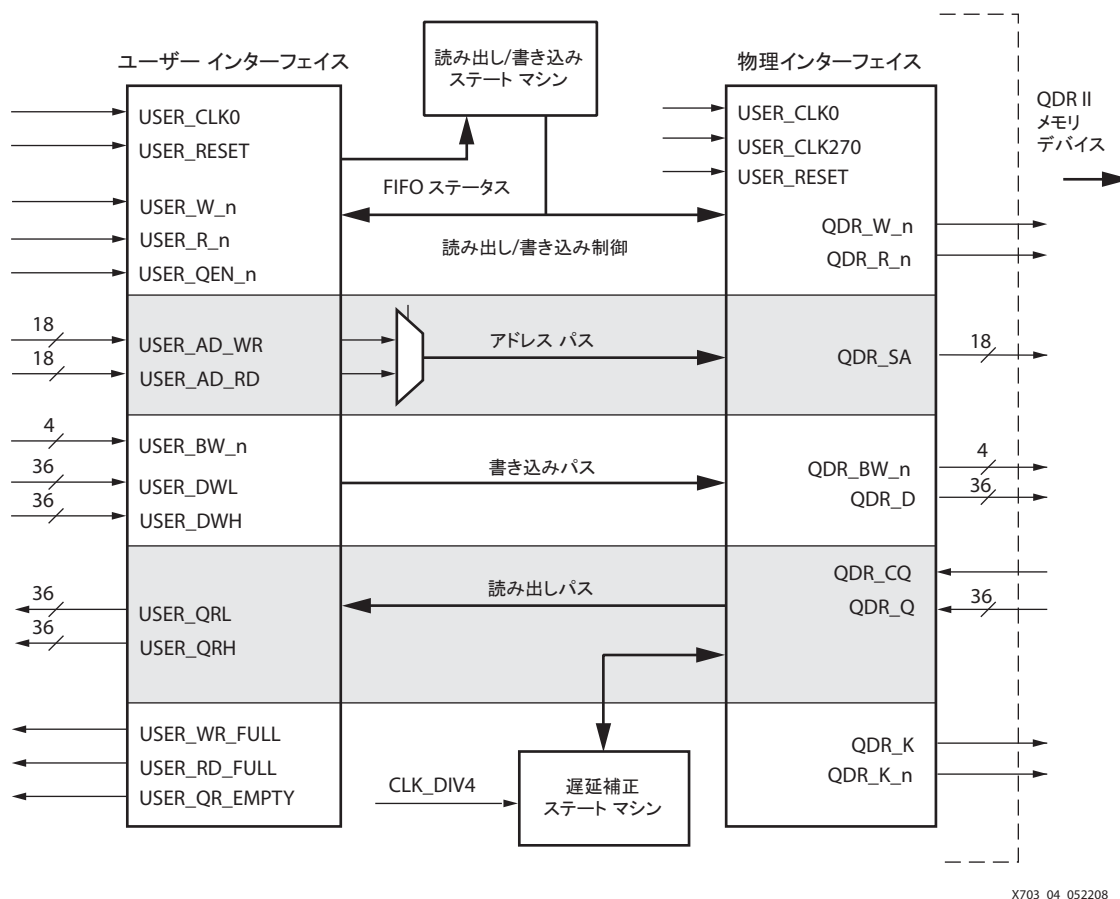 読み出し/書き込み
ステート マシン
ユーザー インターフェイス
物理インターフェイス
QDR II
メモリ
デバイス
USER_CLK0
USER_RESET
USER_W_n
USER_R_n
USER_QEN_n
FIFO ステータス
読み出し/書き込み制御
USER_CLK0
USER_CLK270
USER_RESET
QDR_W_n
QDR_R_n
18
18
USER_AD_WR
USER_AD_RD
アドレス パス
QDR_SA
18
4
36
36
USER_BW_n
USER_DWL
USER_DWH
書き込みパス
QDR_BW_n
QDR_D
4
36
36
36
USER_QRL
USER_QRH
読み出しパス
QDR_CQ
QDR_Q
36
USER_WR_FULL
USER_RD_FULL
USER_QR_EMPTY
CLK_DIV4
遅延補正
ステート マシン
QDR_K
QDR_K_n
X703_04_052208